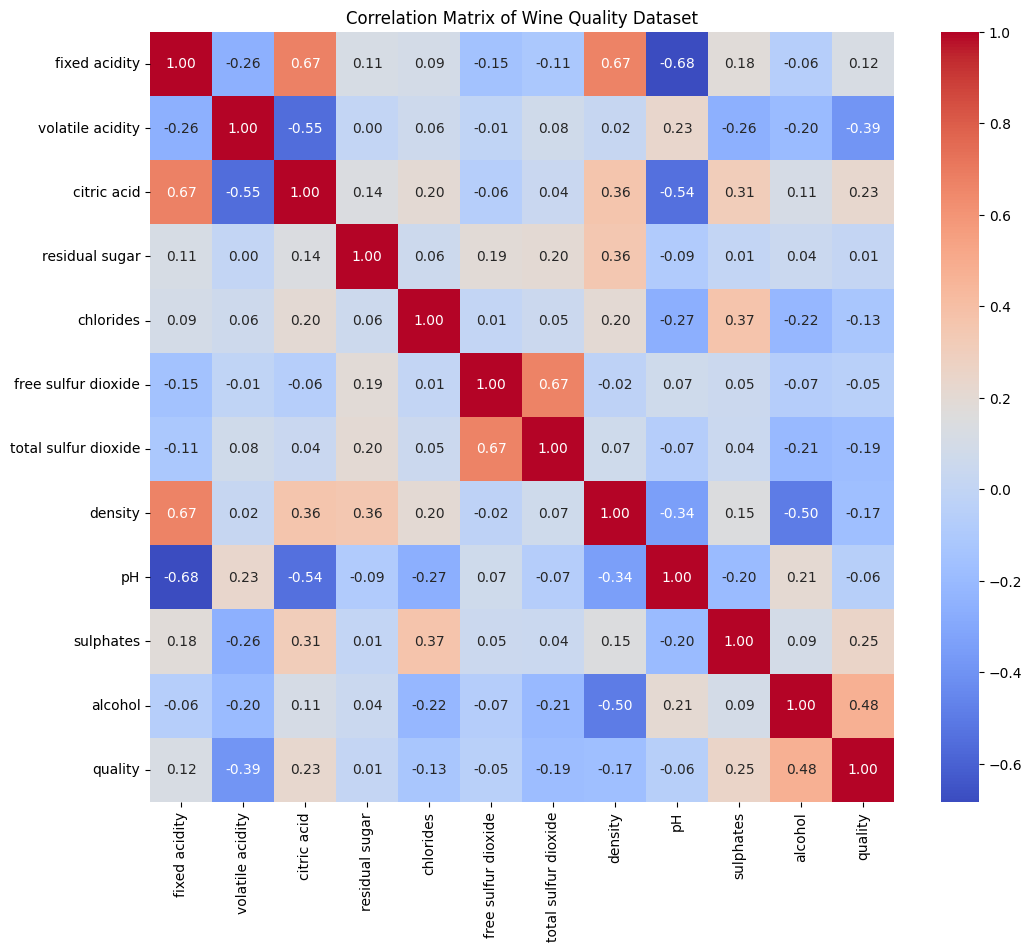 Correlation Matrix of Wine Quality Dataset
fixed acidity 1.00 -0.26 0.67 0.11 0.09 -0.15 -0.11 0.67 -0.68 0.18 -0.06 0.12
volatile acidity -0.26 1.00 -0.55 0.00 0.06 -0.01 0.08 0.02 0.23 -0.26 -0.20 -0.39
citric acid 0.67 -0.55 1.00 0.14 0.20 -0.06 0.04 0.36 -0.54 0.31 0.11 0.23
residual sugar 0.11 0.00 0.14 1.00 0.06 0.19 0.20 0.36 -0.09 0.01 0.04 0.01
chlorides 0.09 0.06 0.20 0.06 1.00 0.01 0.05 0.20 -0.27 0.37 -0.22 -0.13
free sulfur dioxide -0.15 -0.01 -0.06 0.19 0.01 1.00 0.67 -0.02 0.07 0.05 -0.07 -0.05
total sulfur dioxide -0.11 0.08 0.04 0.20 0.05 0.67 1.00 0.07 -0.07 0.04 -0.21 -0.19
density 0.67 0.02 0.36 0.36 0.20 -0.02 0.07 1.00 -0.34 0.15 -0.50 -0.17
pH -0.68 0.23 -0.54 -0.09 -0.27 0.07 -0.07 -0.34 1.00 -0.20 0.21 -0.06
sulphates 0.18 -0.26 0.31 0.01 0.37 0.05 0.04 0.15 -0.20 1.00 0.09 0.25
alcohol -0.06 -0.20 0.11 0.04 -0.22 -0.07 -0.21 -0.50 0.21 0.09 1.00 0.48
quality 0.12 -0.39 0.23 0.01 -0.13 -0.05 -0.19 -0.17 -0.06 0.25 0.48 1.00
fixed acidity
volatile acidity
citric acid
residual sugar
chlorides
free sulfur dioxide
total sulfur dioxide
density
pH
sulphates
alcohol
quality
1.0
0.8
0.6
0.4
0.2
0.0
−0.2
−0.4
−0.6